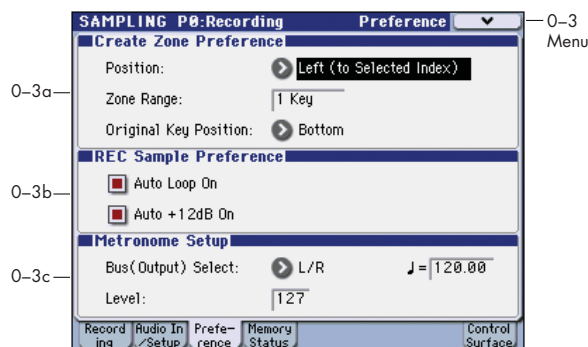 SAMPLING P0:Recording Preference
0–3
Menu
Create Zone Preference
Position: Left (to Selected Index)
0–3a
Zone Range: 1 Key
Original Key Position: Bottom
REC Sample Preference
0–3b
Auto Loop On
Auto +12dB On
Metronome Setup
0–3c
Bus(Output) Select: L/R ♩= 120.00
Level: 127
Record Audio In Prefe– Memory Control
ing /Setup rence Status Surface